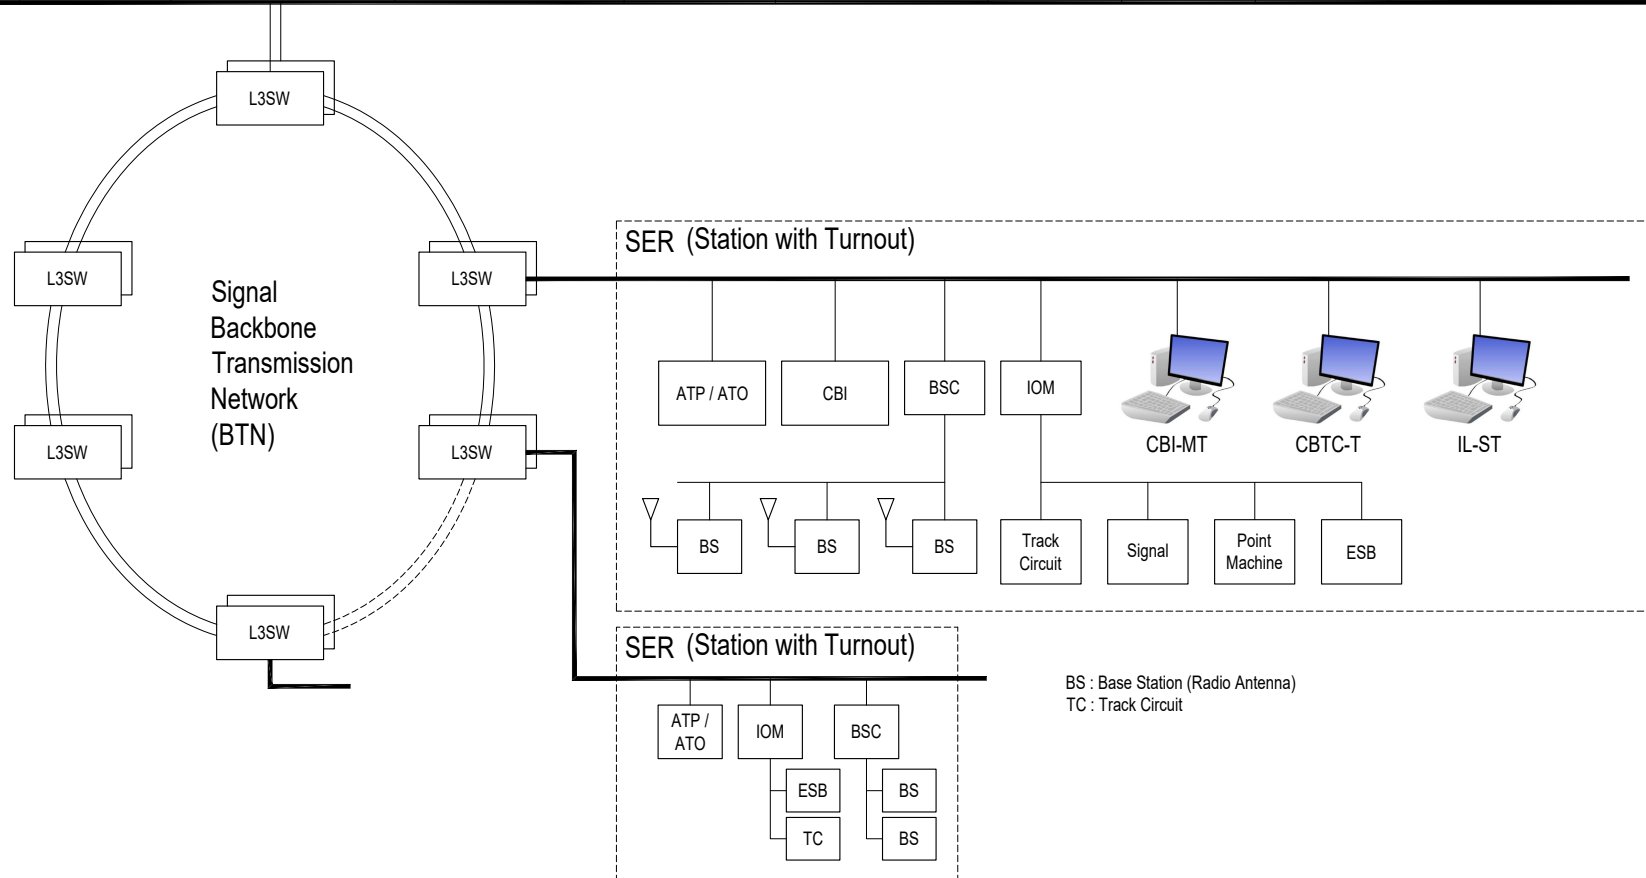 L3SW
L3SW
L3SW
Signal
Backbone
Transmission
Network
(BTN)
L3SW
L3SW
L3SW
SER (Station with Turnout)
ATP / ATO
CBI
BSC
IOM
CBI-MT
CBTC-T
IL-ST
BS
BS
BS
Track
Circuit
Signal
Point
Machine
ESB
SER (Station with Turnout)
ATP /
ATO
IOM
BSC
ESB
BS
TC
BS
BS : Base Station (Radio Antenna)
TC : Track Circuit